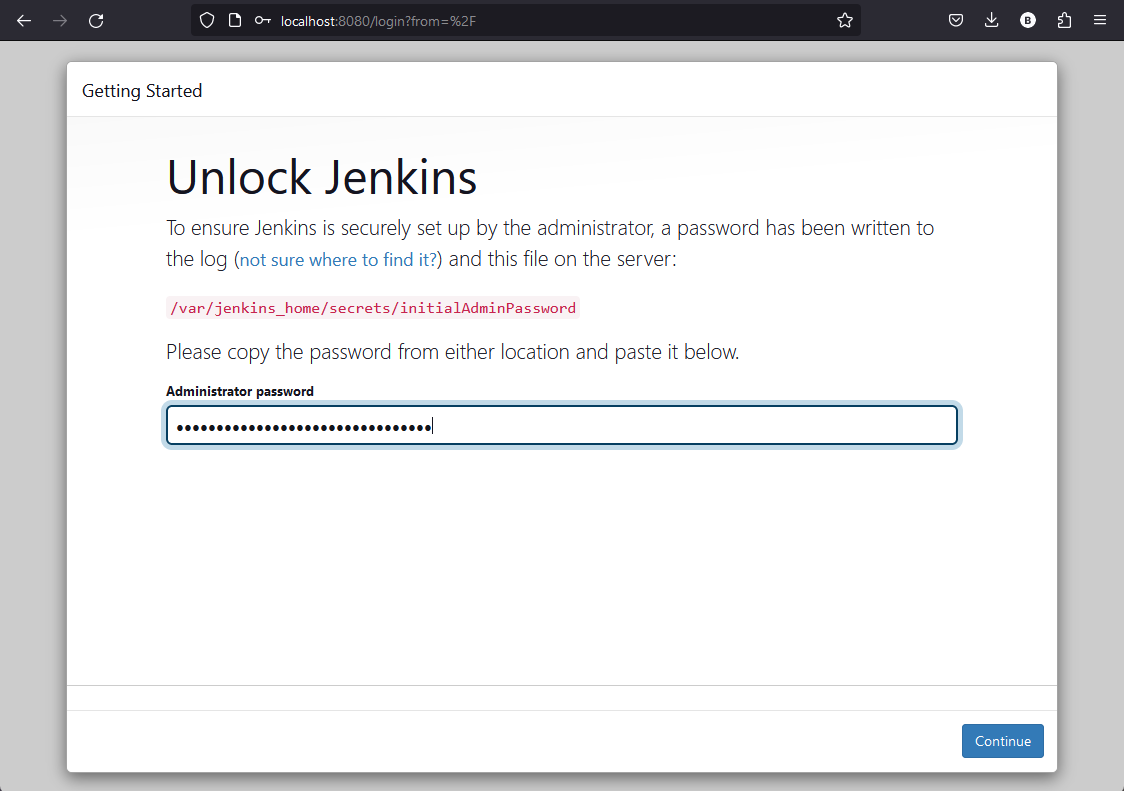 localhost:8080/login?from=%2F
B
Getting Started
Unlock Jenkins
To ensure Jenkins is securely set up by the administrator, a password has been written to
the log (not sure where to find it?) and this file on the server:
/var/jenkins_home/secrets/initialAdminPassword
Please copy the password from either location and paste it below.
Administrator password
••••••••••••••••••••••••••••••••
Continue